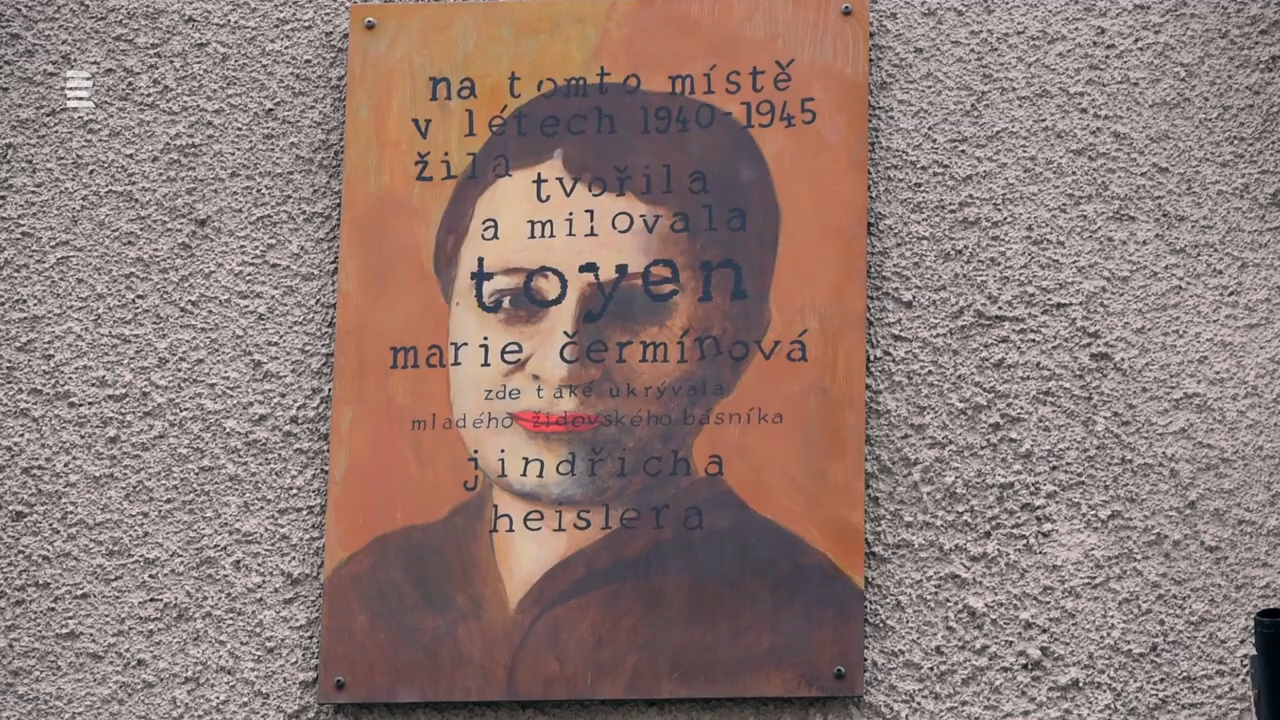 na tomto místě
v létech 1940-1945
žila tvořila
a milovala
toyen
marie čermínová
zde také ukrývala
mladého židovského básníka
jindřicha
heislera